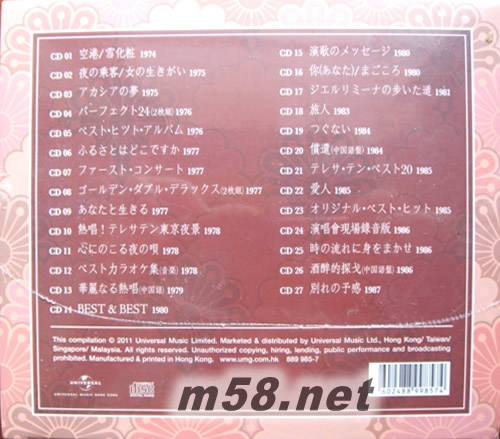 CD 01 空港/雪化粧 1974
CD 02 夜の乗客/女の生きがい 1975
CD 03 アカシアの夢 1975
CD 04 パーフェクト24(2枚順) 1976
CD 05 ベスト・ヒット・アルバム 1976
CD 06 ふるさとはどこですか 1977
CD 07 ファースト・コンサート 1977
CD 08 ゴールデン・ダブル・デラックス(2枚順) 1977
CD 09 あなたと生きる 1977
CD 10 熱唱!テレサテン東京夜景 1978
CD 11 心にのこる夜の唄 1978
CD 12 ベストカラオケ集(音楽) 1978
CD 13 華麗なる熱唱(中国語盤) 1979
CD 14 BEST & BEST 1980
CD 15 演歌のメッセージ 1980
CD 16 你(あなた)/まごころ 1980
CD 17 ジエルソミーナの歩いた道 1981
CD 18 旅人 1983
CD 19 つぐない 1984
CD 20 償還(中国語盤) 1984
CD 21 テレサ・テン・ベスト20 1985
CD 22 愛人 1985
CD 23 オリジナル・ベスト・ヒット 1985
CD 24 演唱會現場錄音版 1986
CD 25 時の流れに身をまかせ 1986
CD 26 酒醉的探戈(中国語盤) 1986
CD 27 別れの予感 1987
This compilation © 2011 Universal Music Limited. Marketed & distributed by Universal Music Ltd., Hong Kong/ Taiwan/
Singapore/ Malaysia. All rights reserved. Unauthorized copying, hiring, lending, public performance and broadcasting
prohibited. Manufactured & printed in Hong Kong. www.umg.com.hk 889 985-7
UNIVERSAL
UNIVERSAL MUSIC HONG KONG
COMPACT disc DIGITAL AUDIO
m58.net
602488 998574